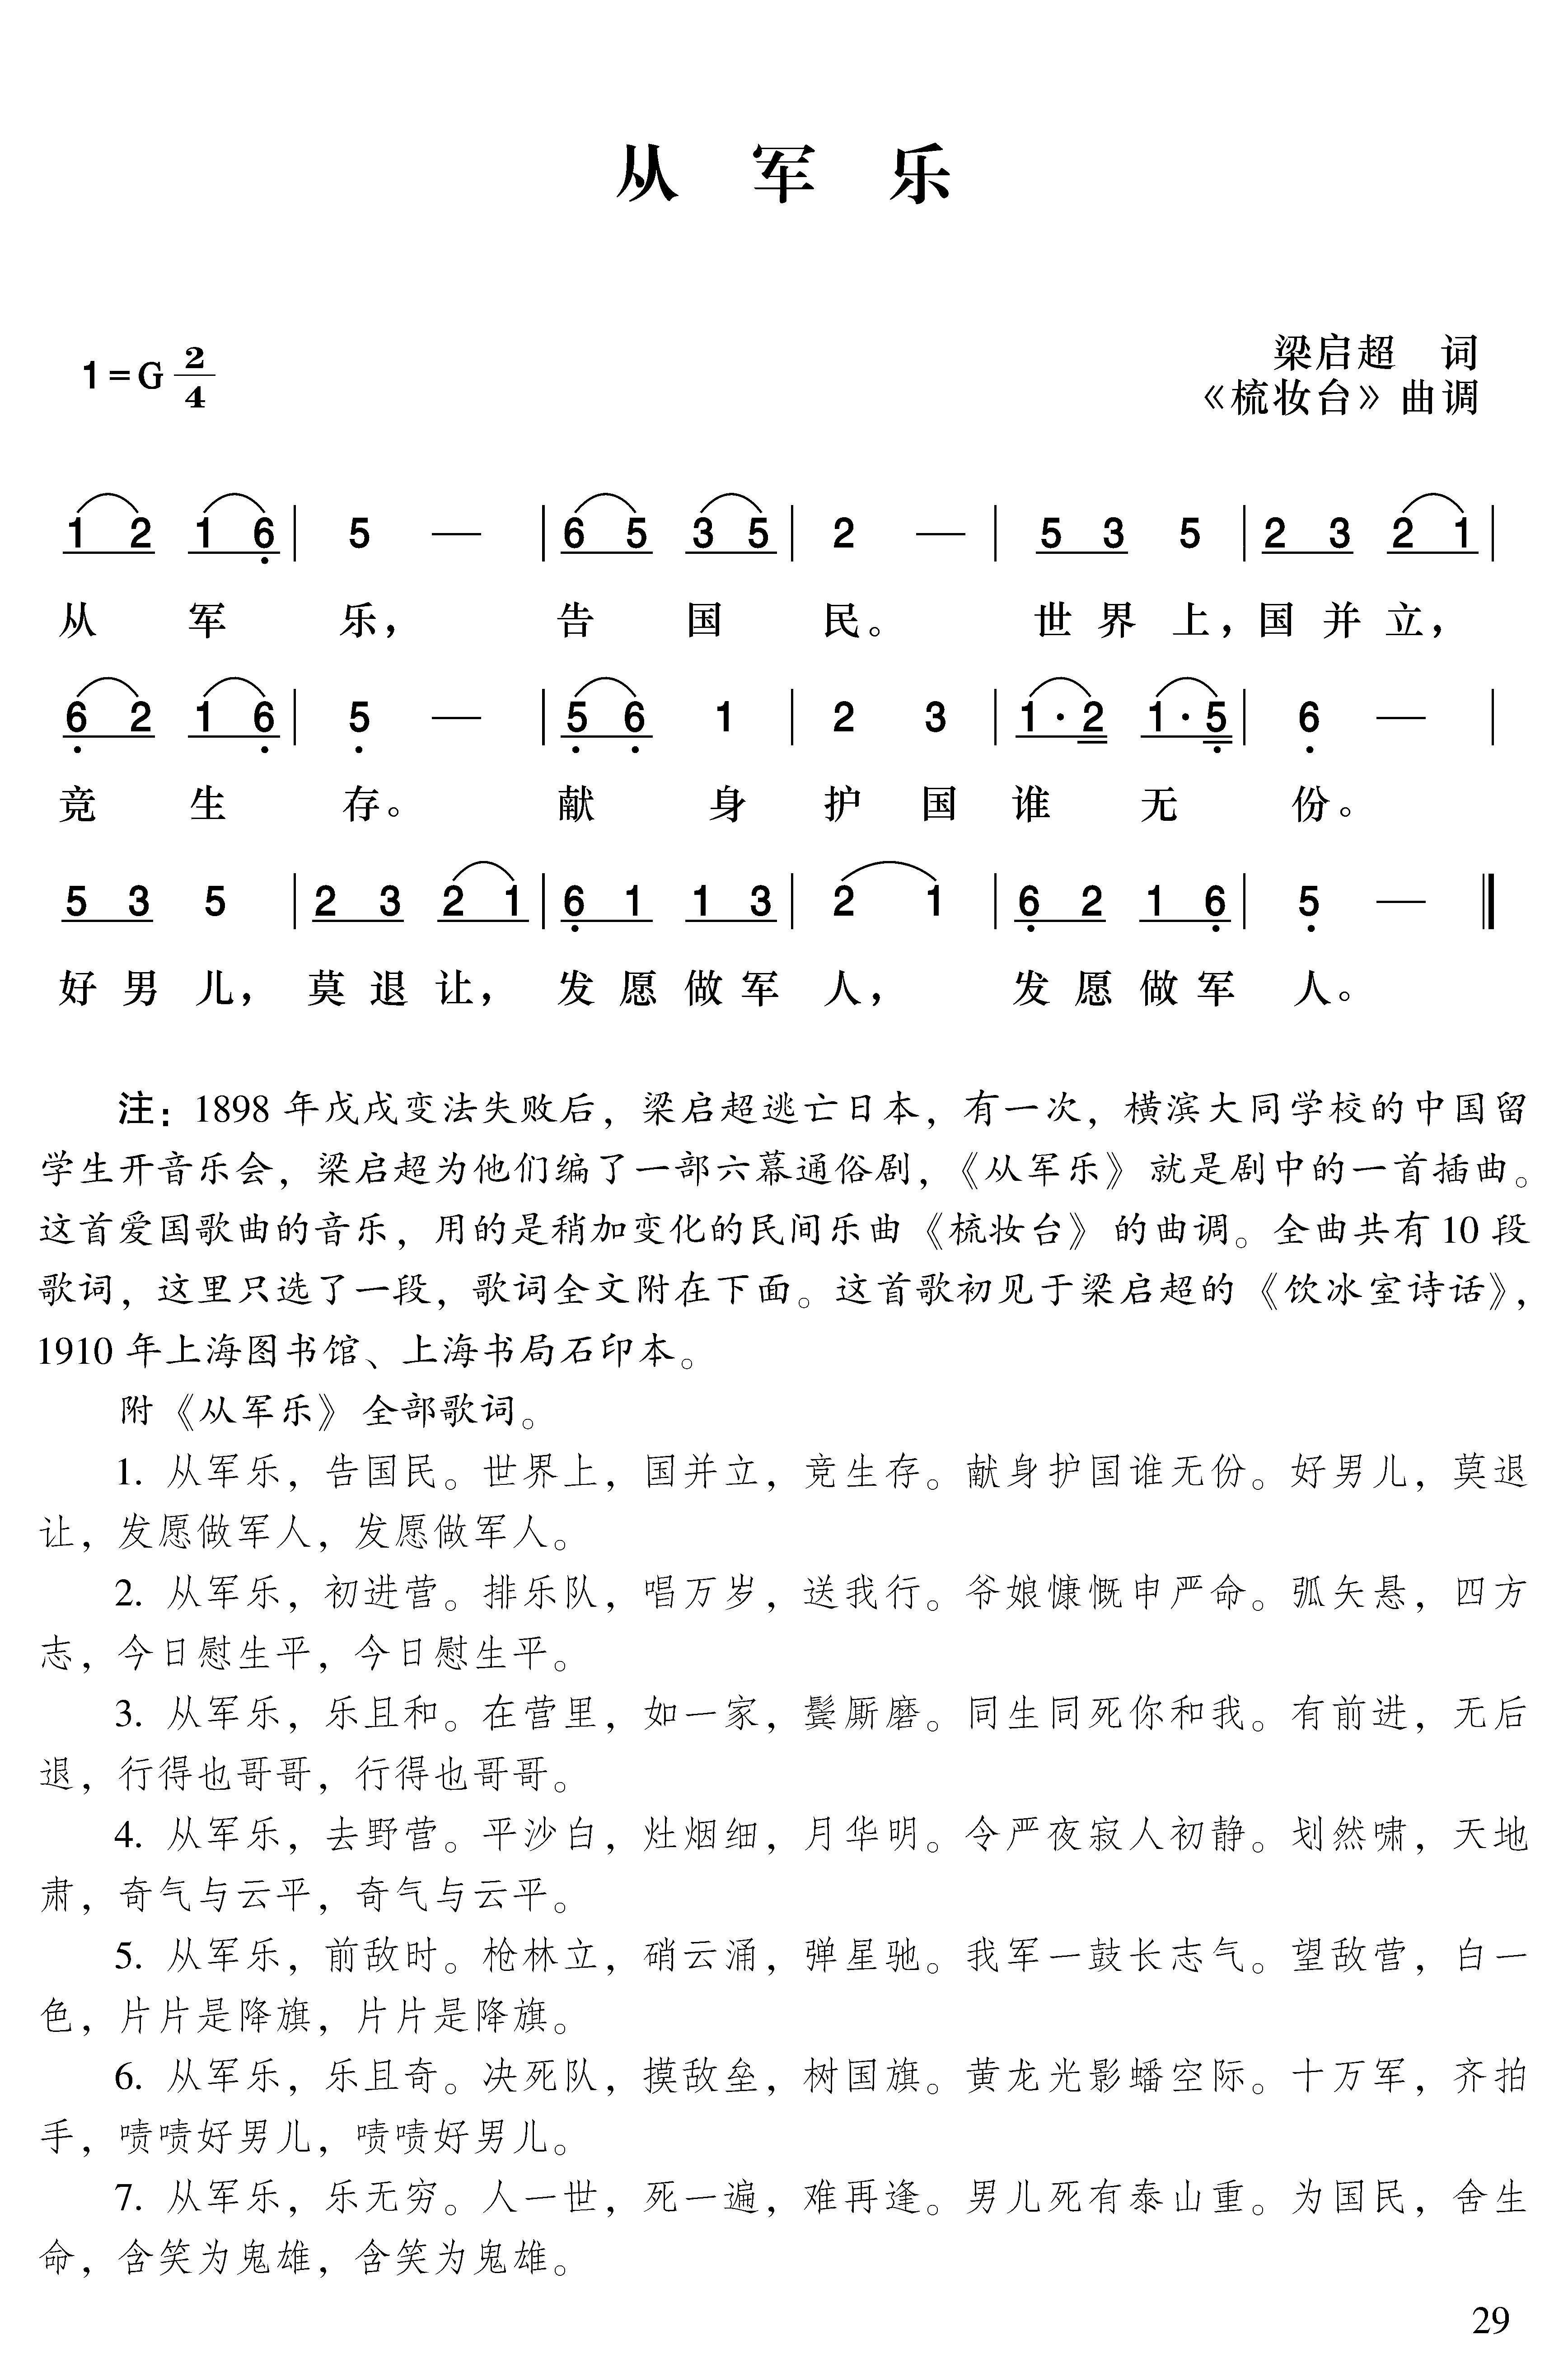 从 军 乐
1=G 2/4
梁启超 词
《梳妆台》曲调
1 2 1 6 | 5 — | 6 5 3 5 | 2 — | 5 3 5 | 2 3 2 1 |
从 军 乐， 告 国 民。 世 界 上，国 并 立，
6 2 1 6 | 5 — | 5 6 1 | 2 3 | 1·2 1·5 | 6 — |
竞 生 存。 献 身 护 国 谁 无 份。
5 3 5 | 2 3 2 1 | 6 1 1 3 | 2 1 | 6 2 1 6 | 5 — ‖
好 男 儿， 莫 退 让， 发 愿 做 军 人， 发 愿 做 军 人。
注：1898 年戊戌变法失败后，梁启超逃亡日本，有一次，横滨大同学校的中国留
学生开音乐会，梁启超为他们编了一部六幕通俗剧，《从军乐》就是剧中的一首插曲。
这首爱国歌曲的音乐，用的是稍加变化的民间乐曲《梳妆台》的曲调。全曲共有 10 段
歌词，这里只选了一段，歌词全文附在下面。这首歌初见于梁启超的《饮冰室诗话》，
1910 年上海图书馆、上海书局石印本。
附《从军乐》全部歌词。
1. 从军乐，告国民。世界上，国并立，竞生存。献身护国谁无份。好男儿，莫退
让，发愿做军人，发愿做军人。
2. 从军乐，初进营。排乐队，唱万岁，送我行。爷娘慷慨申严命。弧矢悬，四方
志，今日慰生平，今日慰生平。
3. 从军乐，乐且和。在营里，如一家，鬓厮磨。同生同死你和我。有前进，无后
退，行得也哥哥，行得也哥哥。
4. 从军乐，去野营。平沙白，灶烟细，月华明。令严夜寂人初静。划然啸，天地
肃，奇气与云平，奇气与云平。
5. 从军乐，前敌时。枪林立，硝云涌，弹星驰。我军一鼓长志气。望敌营，白一
色，片片是降旗，片片是降旗。
6. 从军乐，乐且奇。决死队，摸敌垒，树国旗。黄龙光影蟠空际。十万军，齐拍
手，啧啧好男儿，啧啧好男儿。
7. 从军乐，乐无穷。人一世，死一遍，难再逢。男儿死有泰山重。为国民，舍生
命，含笑为鬼雄，含笑为鬼雄。
29